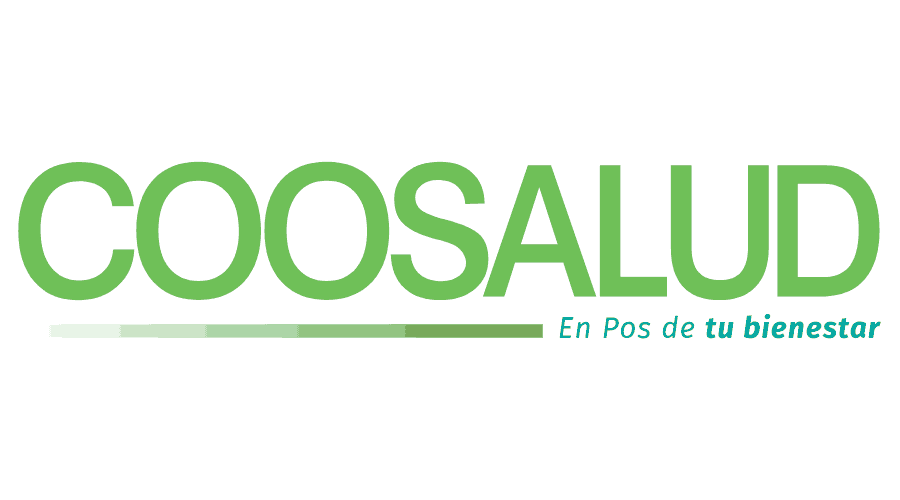 COOSALUD
En Pos de tu bienestar